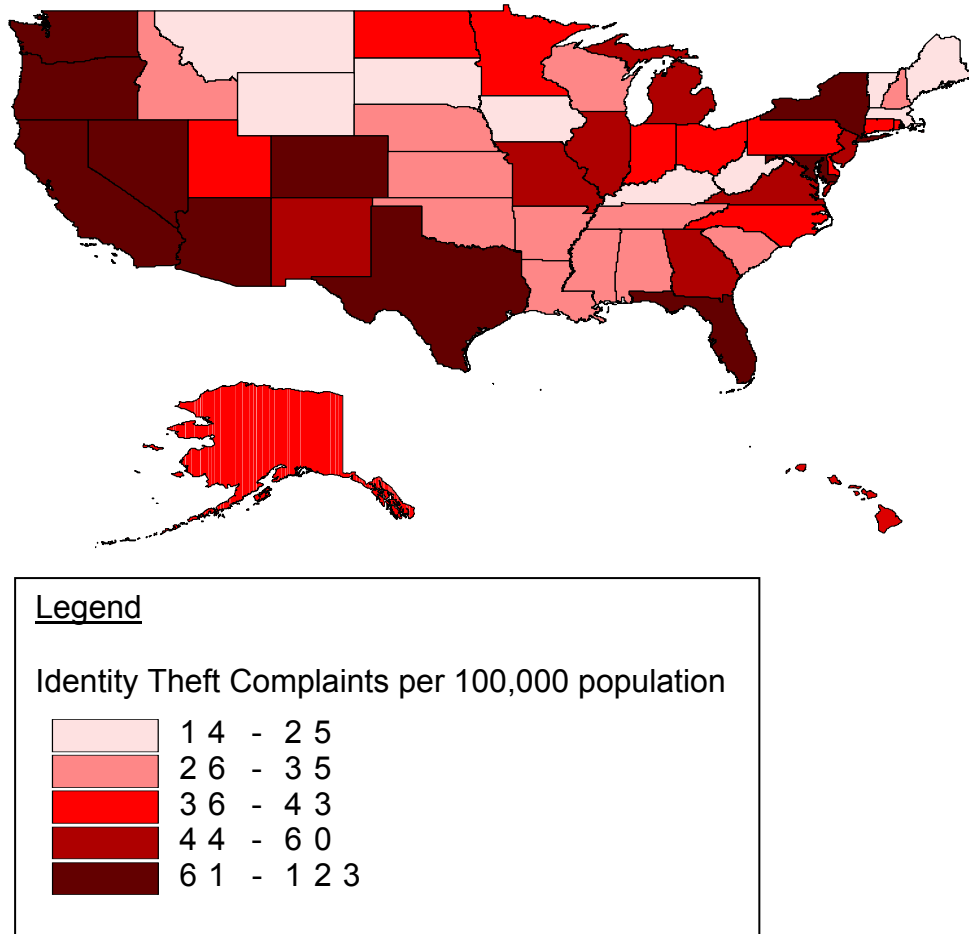 Legend
Identity Theft Complaints per 100,000 population
1 4 - 2 5
2 6 - 3 5
3 6 - 4 3
4 4 - 6 0
6 1 - 1 2 3